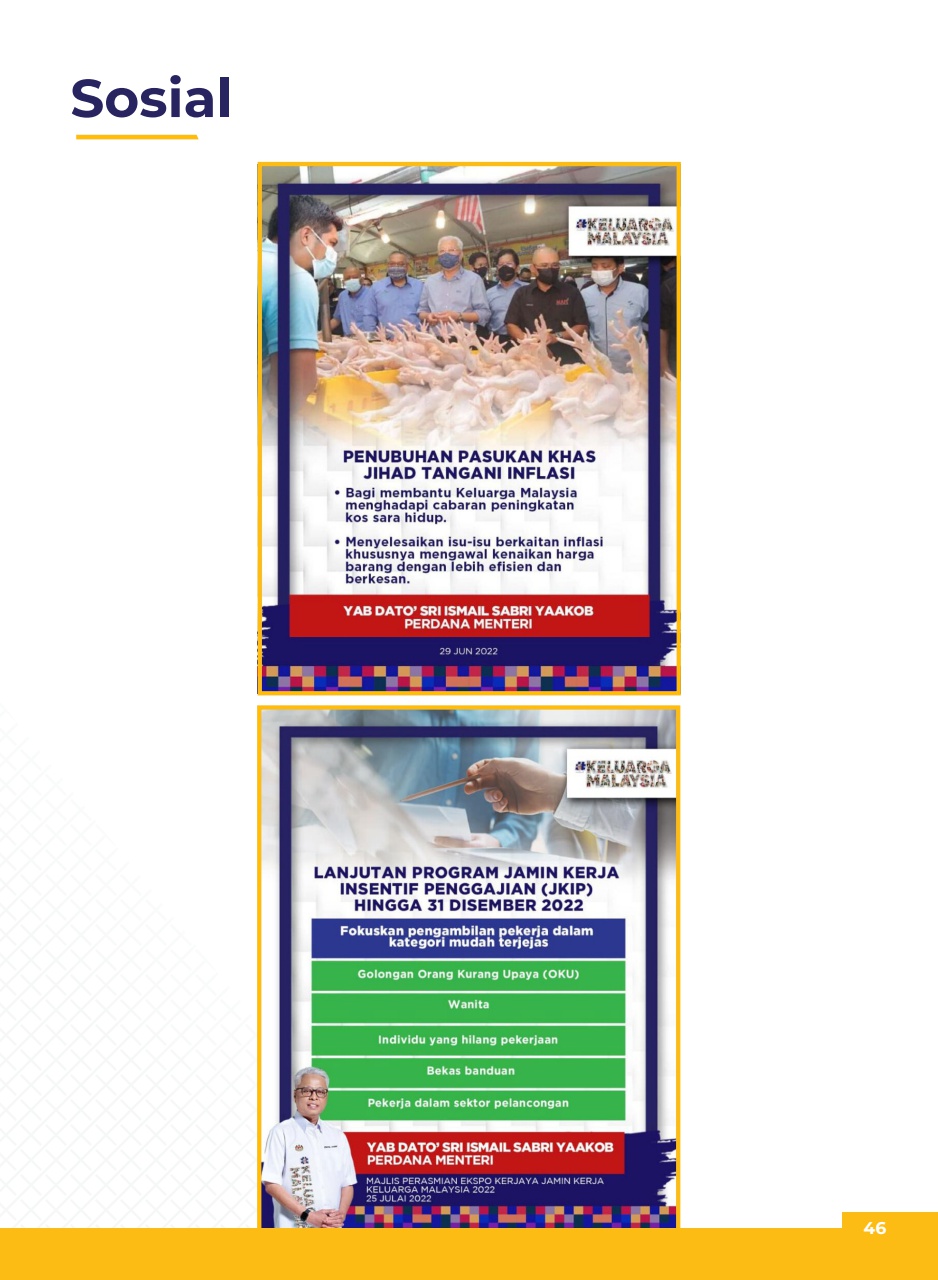 Sosial
#KELUARGA
MALAYSIA
PENUBUHAN PASUKAN KHAS
JIHAD TANGANI INFLASI
• Bagi membantu Keluarga Malaysia
menghadapi cabaran peningkatan
kos sara hidup.
• Menyelesaikan isu-isu berkaitan inflasi
khususnya mengawal kenaikan harga
barang dengan lebih efisien dan
berkesan.
YAB DATO' SRI ISMAIL SABRI YAAKOB
PERDANA MENTERI
29 JUN 2022
#KELUARGA
MALAYSIA
LANJUTAN PROGRAM JAMIN KERJA
INSENTIF PENGGAJIAN (JKIP)
HINGGA 31 DISEMBER 2022
Fokuskan pengambilan pekerja dalam
kategori mudah terjejas
Golongan Orang Kurang Upaya (OKU)
Wanita
Individu yang hilang pekerjaan
Bekas banduan
Pekerja dalam sektor pelancongan
YAB DATO' SRI ISMAIL SABRI YAAKOB
PERDANA MENTERI
MAJLIS PERASMIAN EKSPO KERJAYA JAMIN KERJA
KELUARGA MALAYSIA 2022
25 JULAI 2022
46